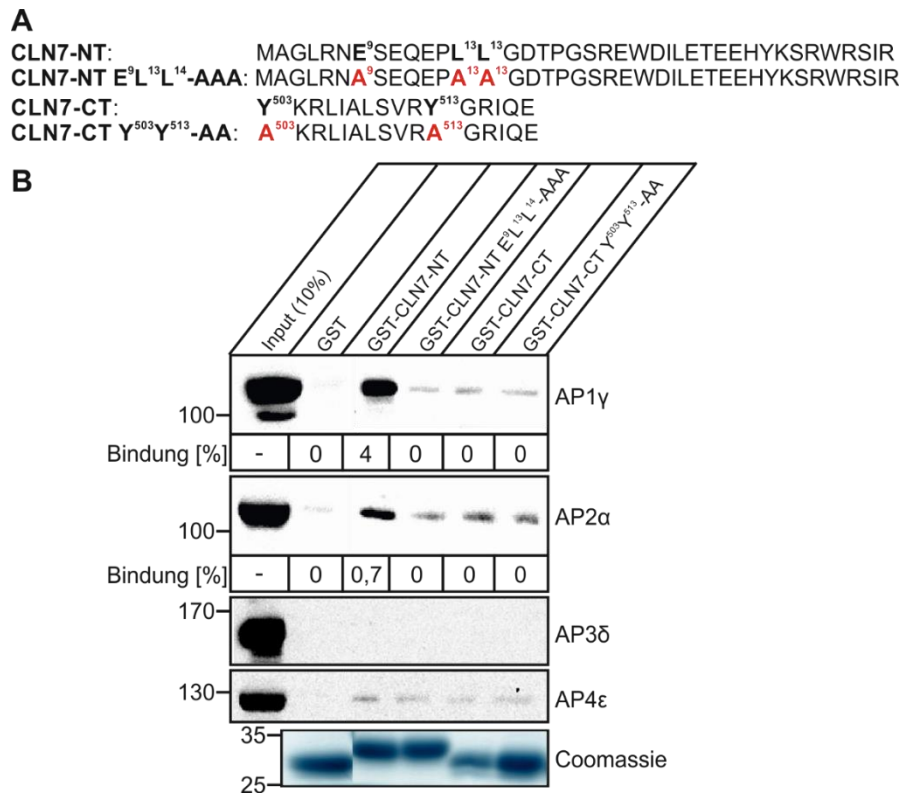 A
CLN7-NT: MAGLRNE⁹SEQEPL¹³L¹³GDTPGSREWDILETEEHYKSRWRSIR
CLN7-NT E⁹L¹³L¹⁴-AAA: MAGLRNA⁹SEQEPA¹³A¹³GDTPGSREWDILETEEHYKSRWRSIR
CLN7-CT: Y⁵⁰³KRLIALSVRY⁵¹³GRIQE
CLN7-CT Y⁵⁰³Y⁵¹³-AA: A⁵⁰³KRLIALSVRA⁵¹³GRIQE
B
Input (10%)
GST
GST-CLN7-NT
GST-CLN7-NT E⁹L¹³L¹⁴-AAA
GST-CLN7-CT
GST-CLN7-CT Y⁵⁰³Y⁵¹³-AA
100 AP1γ
Bindung [%] - 0 4 0 0 0
100 AP2α
Bindung [%] - 0 0,7 0 0 0
170 AP3δ
130 AP4ε
35
Coomassie
25